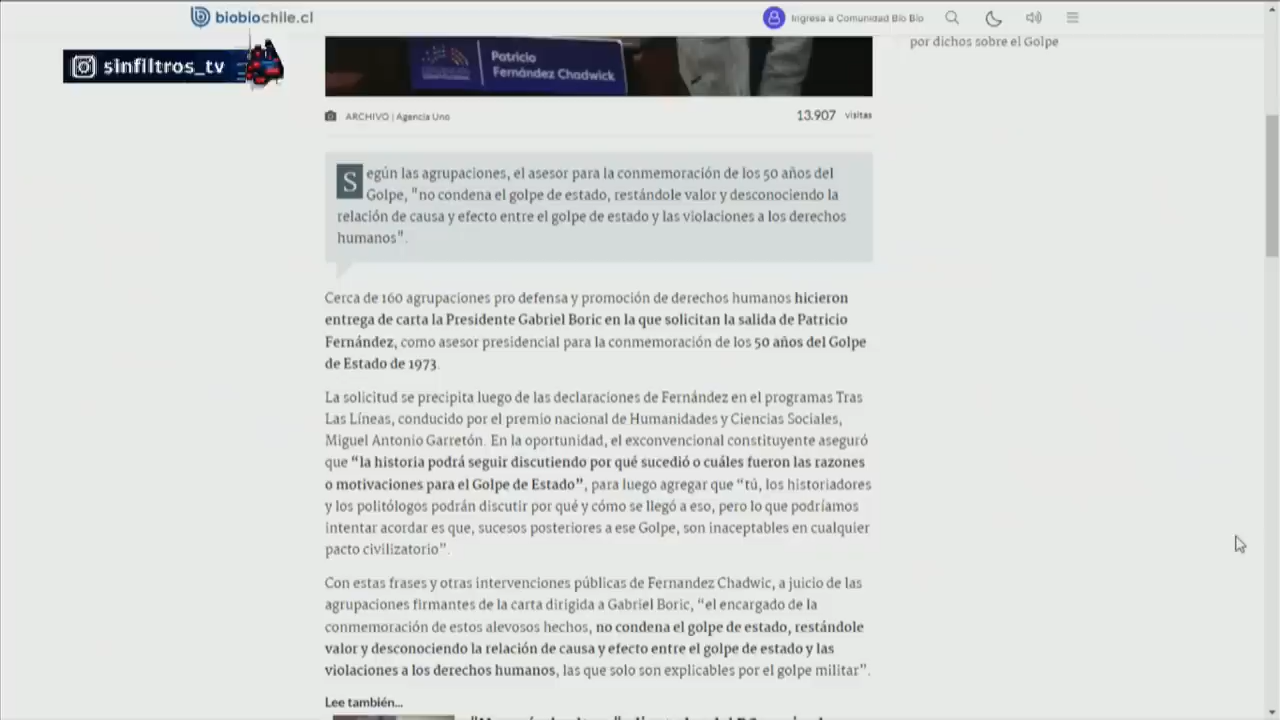 biobiochile.cl
Ingresa a Comunidad Bío Bío
por dichos sobre el Golpe
sinfiltros_tv
Patricio
Fernández Chadwick
ARCHIVO | Agencia Uno
13.907 visitas
Según las agrupaciones, el asesor para la conmemoración de los 50 años del
Golpe, "no condena el golpe de estado, restándole valor y desconociendo la
relación de causa y efecto entre el golpe de estado y las violaciones a los derechos
humanos".
Cerca de 160 agrupaciones pro defensa y promoción de derechos humanos hicieron
entrega de carta la Presidente Gabriel Boric en la que solicitan la salida de Patricio
Fernández, como asesor presidencial para la conmemoración de los 50 años del Golpe
de Estado de 1973.
La solicitud se precipita luego de las declaraciones de Fernández en el programas Tras
Las Líneas, conducido por el premio nacional de Humanidades y Ciencias Sociales,
Miguel Antonio Garretón. En la oportunidad, el exconvencional constituyente aseguró
que “la historia podrá seguir discutiendo por qué sucedió o cuáles fueron las razones
o motivaciones para el Golpe de Estado”, para luego agregar que “tú, los historiadores
y los politólogos podrán discutir por qué y cómo se llegó a eso, pero lo que podríamos
intentar acordar es que, sucesos posteriores a ese Golpe, son inaceptables en cualquier
pacto civilizatorio”.
Con estas frases y otras intervenciones públicas de Fernandez Chadwic, a juicio de las
agrupaciones firmantes de la carta dirigida a Gabriel Boric, “el encargado de la
conmemoración de estos alevosos hechos, no condena el golpe de estado, restándole
valor y desconociendo la relación de causa y efecto entre el golpe de estado y las
violaciones a los derechos humanos, las que solo son explicables por el golpe militar”.
Lee también...